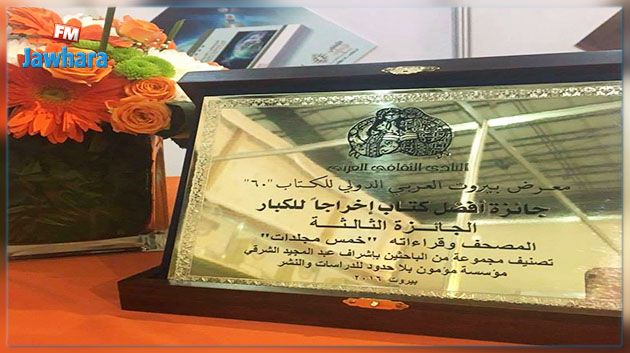 FM
Jawhara
النادي الثقافي العربي
معرض بيروت العربي الدولي للكتاب "٦٠"
جائزة أفضل كتاب إخراجاً للكبار
الجائزة الثالثة
المصحف وقراءاته "خمس مجلدات"
تصنيف مجموعة من الباحثين بإشراف عبد المجيد الشرفي
مؤسسة مؤمنون بلا حدود للدراسات والنشر
بيروت ٢٠١٦